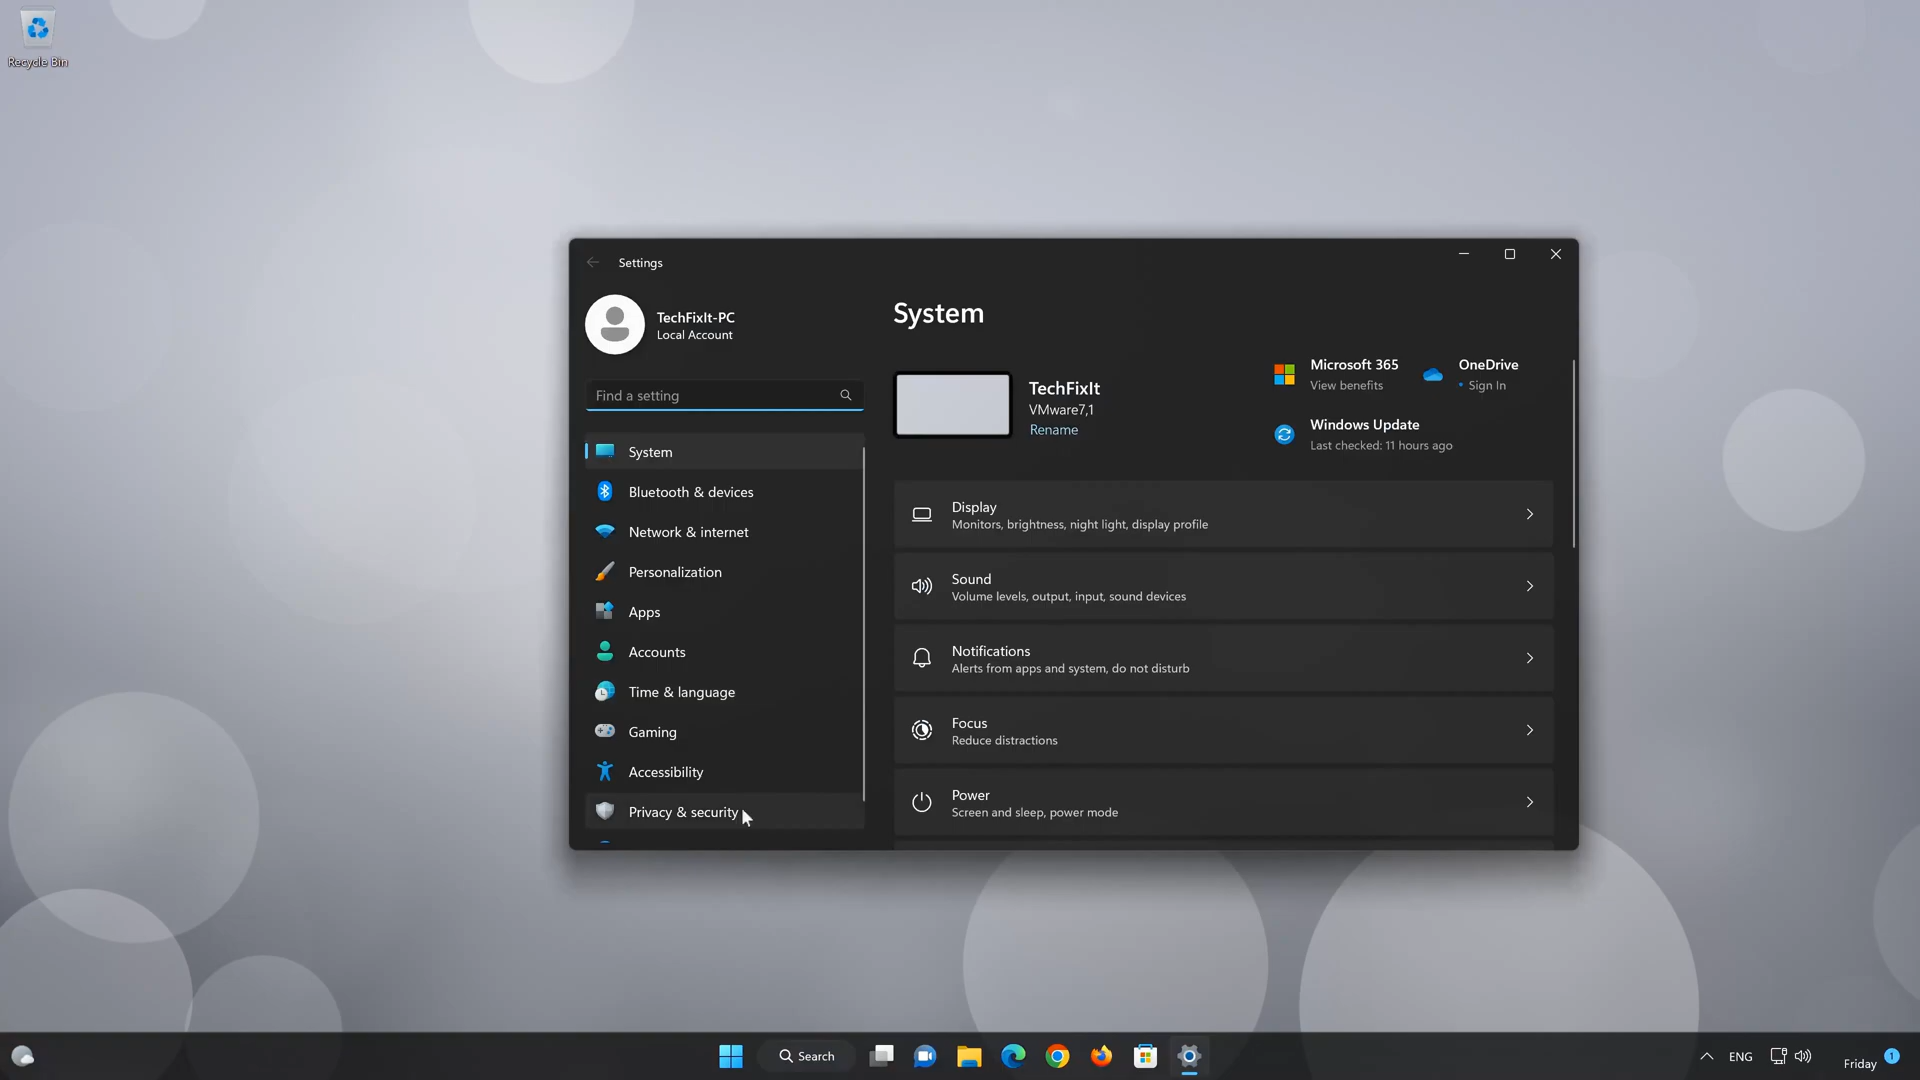 Recycle Bin
Settings
TechFixIt-PC
Local Account
Find a setting
System
Bluetooth & devices
Network & internet
Personalization
Apps
Accounts
Time & language
Gaming
Accessibility
Privacy & security
System
TechFixIt
VMware7,1
Rename
Microsoft 365
View benefits
OneDrive
• Sign In
Windows Update
Last checked: 11 hours ago
Display
Monitors, brightness, night light, display profile
Sound
Volume levels, output, input, sound devices
Notifications
Alerts from apps and system, do not disturb
Focus
Reduce distractions
Power
Screen and sleep, power mode
Search
ENG
Friday
1